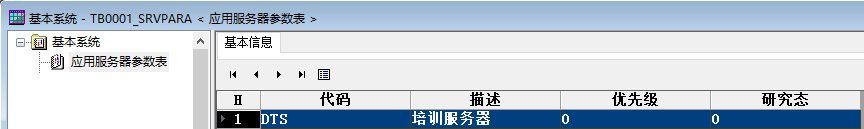 基本系统 - TB0001_SRVPARA < 应用服务器参数表 >
基本系统
应用服务器参数表
基本信息
H 代码 描述 优先级 研究态
1 DTS 培训服务器 0 0